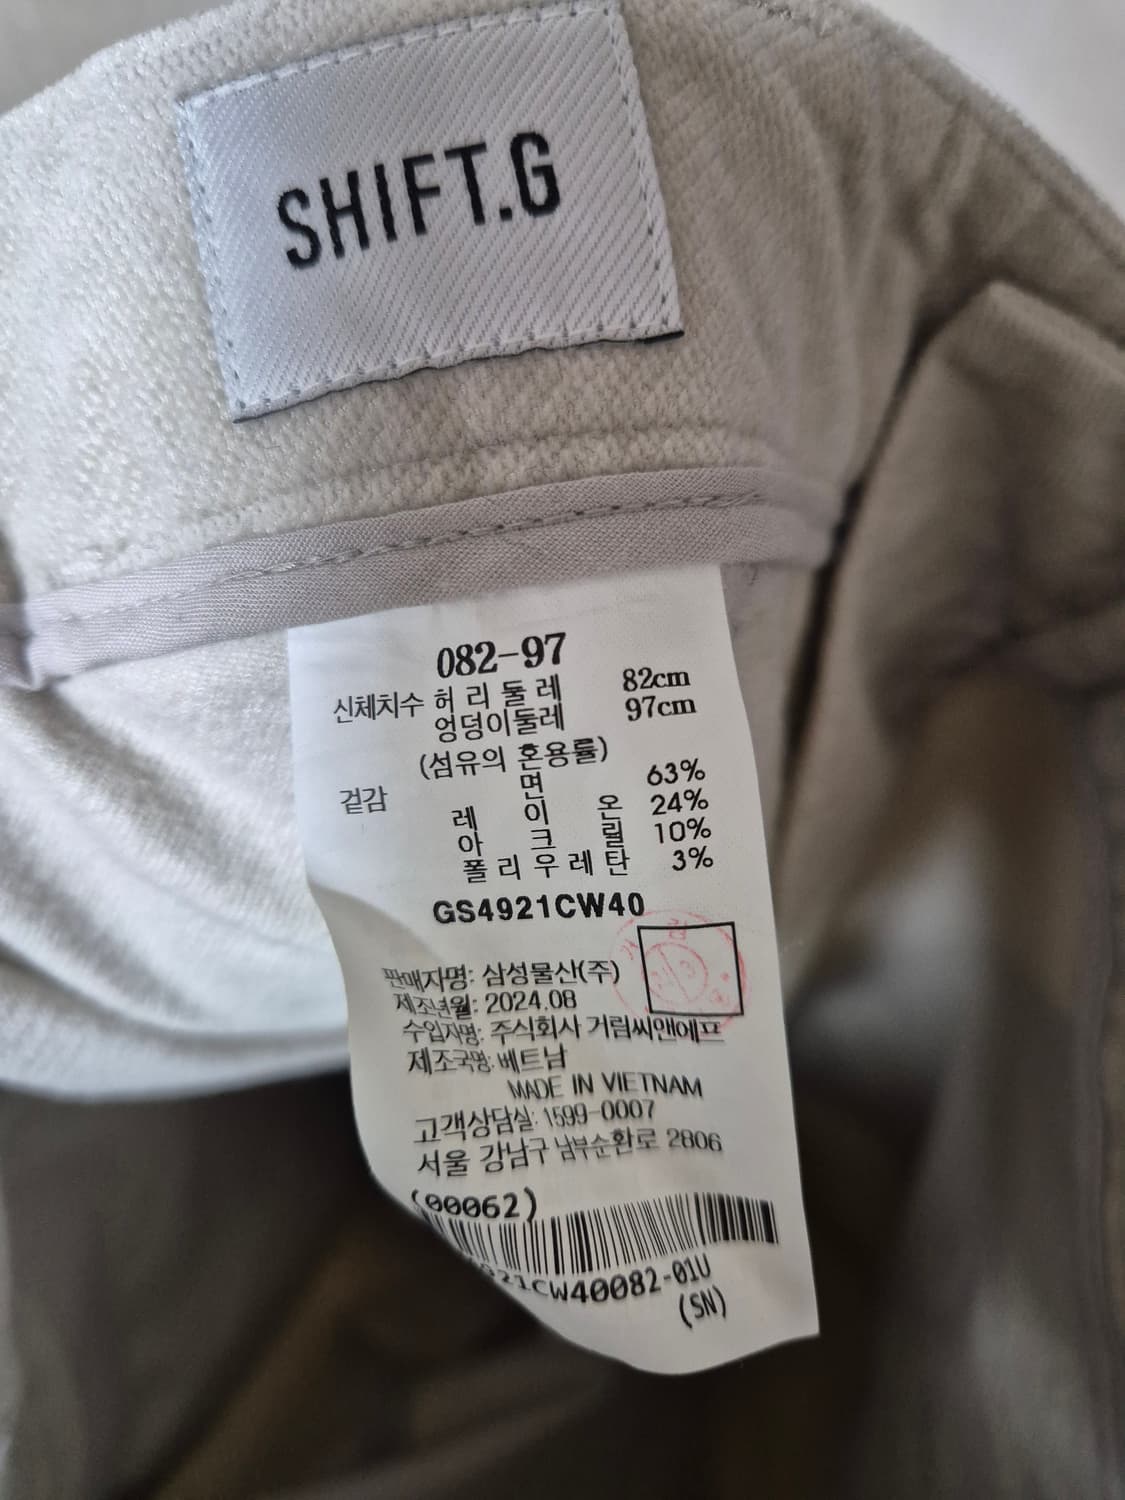 SHIFT.G
082-97
신체치수 허리둘레 82cm
엉덩이둘레 97cm
(섬유의 혼용률)
겉감 면 63%
레이온 24%
아크릴 10%
폴리우레탄 3%
GS4921CW40
판매자명: 삼성물산(주)
제조년월: 2024.08
수입자명: 주식회사 거림씨앤에프
제조국명: 베트남
MADE IN VIETNAM
고객상담실: 1599-0007
서울 강남구 남부순환로 2806
(00062)
4921CW40082-01U
(SN)